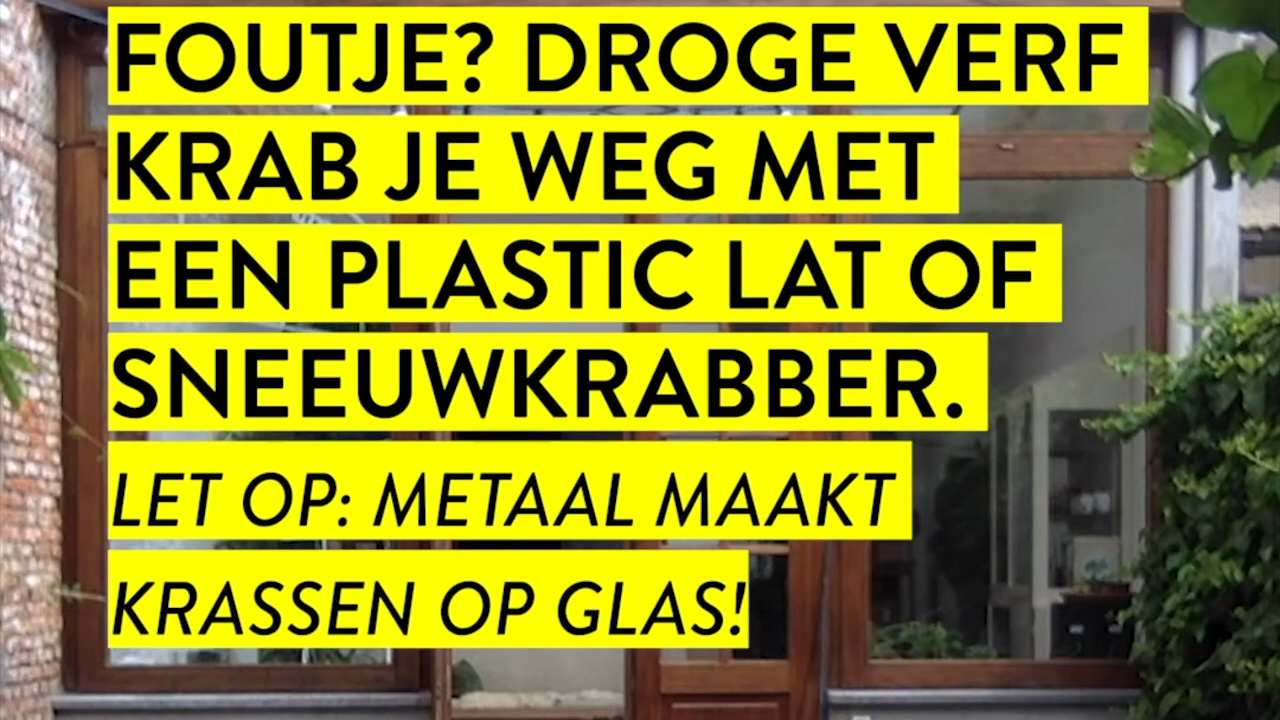 FOUTJE? DROGE VERF
KRAB JE WEG MET
EEN PLASTIC LAT OF
SNEEUWKRABBER.
LET OP: METAAL MAAKT
KRASSEN OP GLAS!